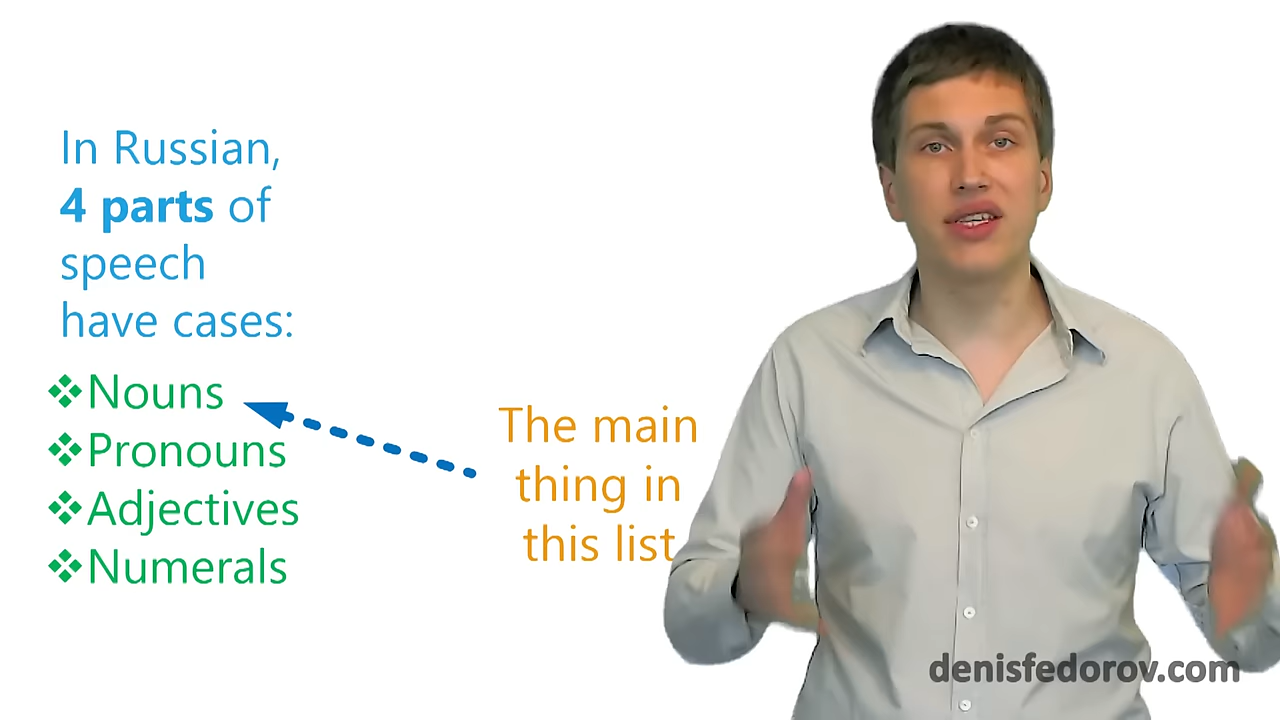 In Russian,
4 parts of
speech
have cases:
❖Nouns
❖Pronouns
❖Adjectives
❖Numerals
The main
thing in
this list
denisfedorov.com